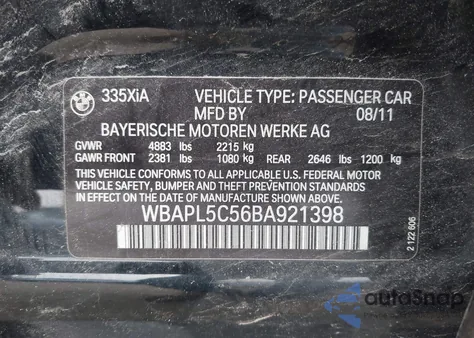 BMW
335XiA VEHICLE TYPE: PASSENGER CAR
MFD BY 08/11
BAYERISCHE MOTOREN WERKE AG
GVWR 4883 lbs 2215 kg
GAWR FRONT 2381 lbs 1080 kg REAR 2646 lbs 1200 kg
THIS VEHICLE CONFORMS TO ALL APPLICABLE U.S. FEDERAL MOTOR
VEHICLE SAFETY, BUMPER AND THEFT PREVENTION STANDARDS
IN EFFECT ON THE DATE OF MANUFACTURE SHOWN ABOVE.
WBAPL5C56BA921398
2 122 606
autoSnap